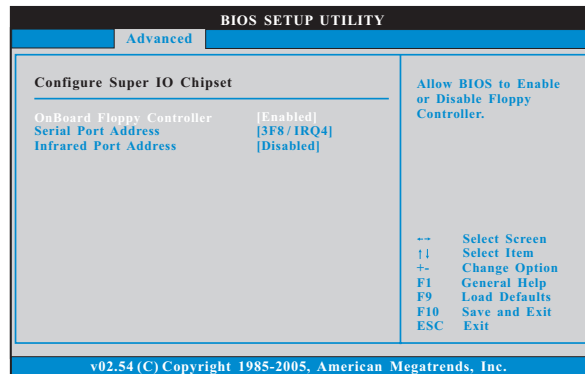 BIOS SETUP UTILITY
Advanced
Configure Super IO Chipset
OnBoard Floppy Controller [Enabled]
Serial Port Address [3F8 / IRQ4]
Infrared Port Address [Disabled]
Allow BIOS to Enable
or Disable Floppy
Controller.
←→ Select Screen
↑↓ Select Item
+- Change Option
F1 General Help
F9 Load Defaults
F10 Save and Exit
ESC Exit
v02.54 (C) Copyright 1985-2005, American Megatrends, Inc.